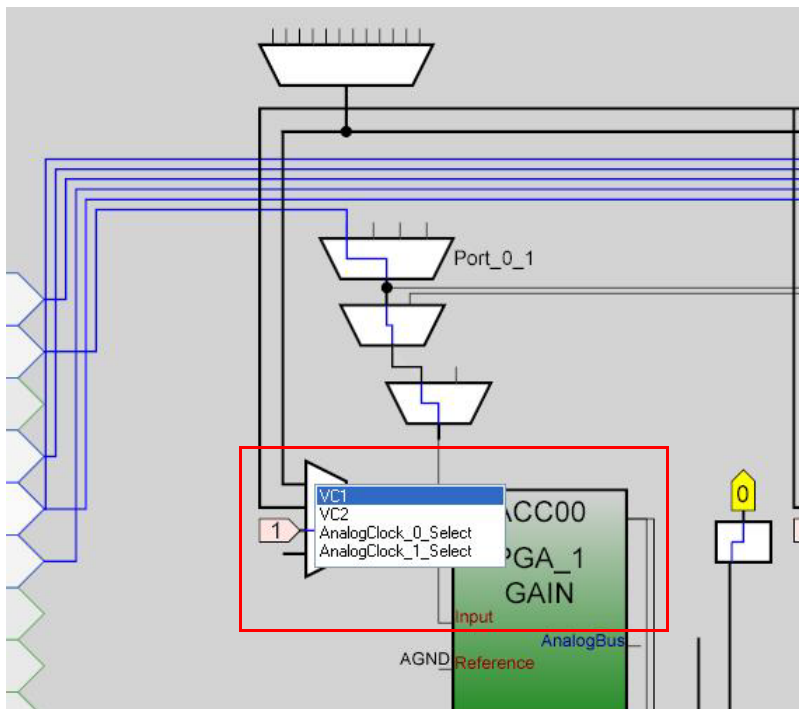 Port_0_1
VC1
VC2
AnalogClock_0_Select
AnalogClock_1_Select
1
0
ACC00
PGA_1
GAIN
Input
AnalogBus
AGND
Reference